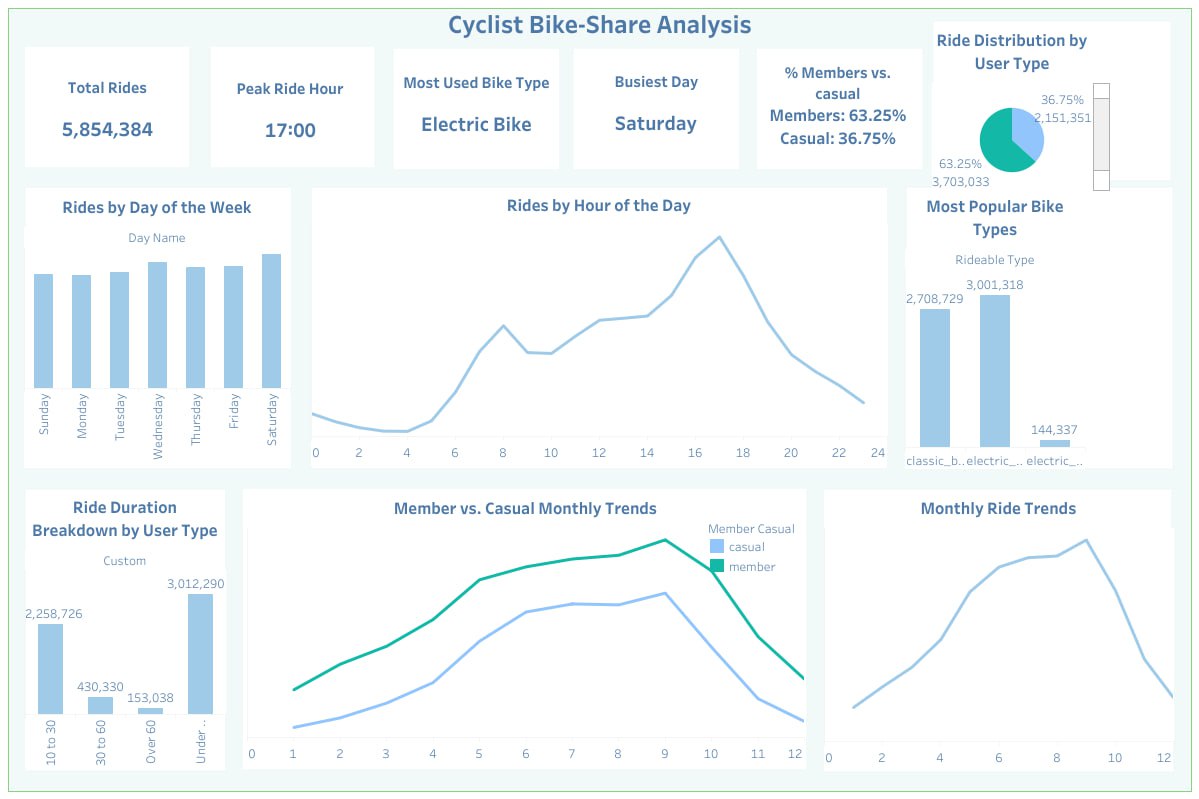 Cyclist Bike-Share Analysis
Total Rides
5,854,384
Peak Ride Hour
17:00
Most Used Bike Type
Electric Bike
Busiest Day
Saturday
% Members vs.
casual
Members: 63.25%
Casual: 36.75%
Ride Distribution by
User Type
36.75%
2,151,351
63.25%
3,703,033
Rides by Day of the Week
Day Name
Sunday
Monday
Tuesday
Wednesday
Thursday
Friday
Saturday
Rides by Hour of the Day
0 2 4 6 8 10 12 14 16 18 20 22 24
Most Popular Bike
Types
Rideable Type
2,708,729
3,001,318
144,337
classic_b.. electric_.. electric_..
Ride Duration
Breakdown by User Type
Custom
2,258,726
430,330
153,038
3,012,290
10 to 30
30 to 60
Over 60
Under ..
Member vs. Casual Monthly Trends
Member Casual
casual
member
0 1 2 3 4 5 6 7 8 9 10 11 12
Monthly Ride Trends
0 2 4 6 8 10 12